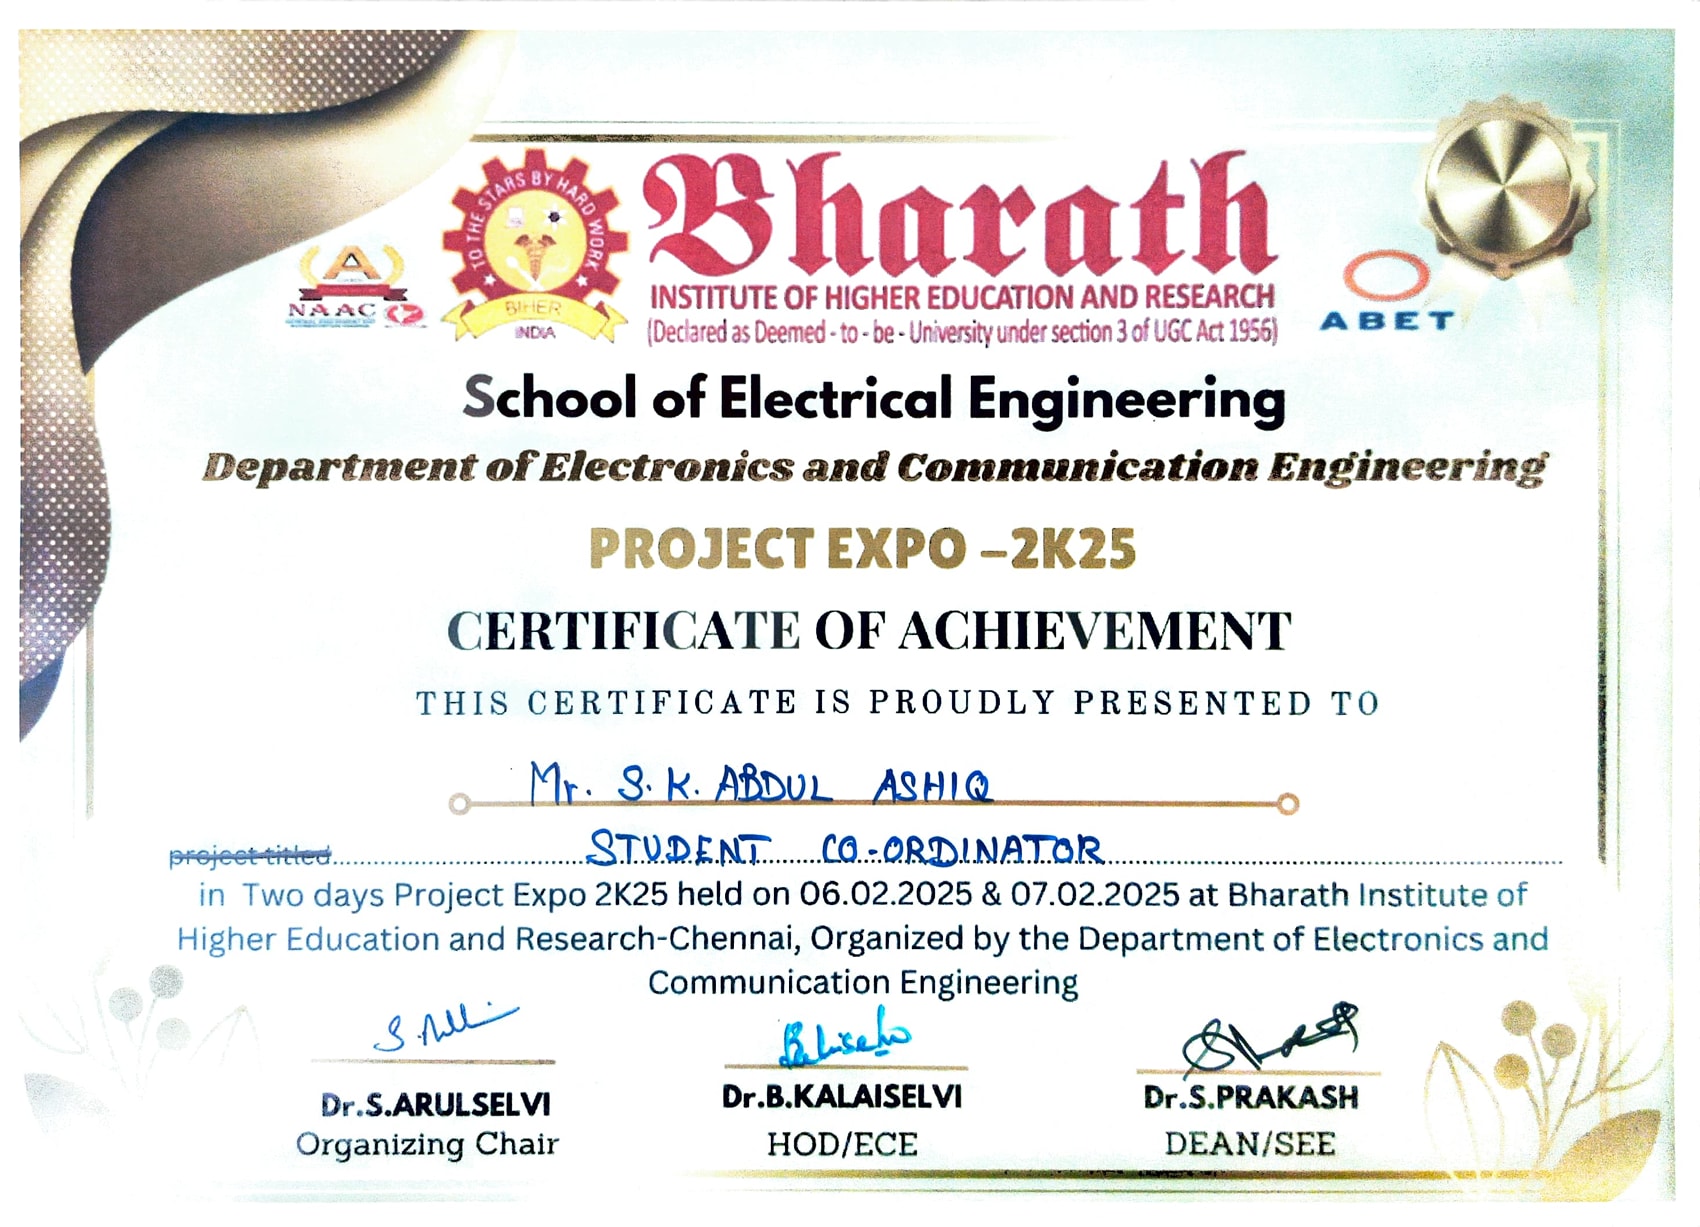 TO THE STARS BY HARD WORK
BIHER
INDIA
Bharath
INSTITUTE OF HIGHER EDUCATION AND RESEARCH
(Declared as Deemed - to - be - University under section 3 of UGC Act 1956)
A
NAAC
ABET
School of Electrical Engineering
Department of Electronics and Communication Engineering
PROJECT EXPO –2K25
CERTIFICATE OF ACHIEVEMENT
THIS CERTIFICATE IS PROUDLY PRESENTED TO
Mr. S. K. ABDUL ASHIQ
project titled STUDENT CO-ORDINATOR
in Two days Project Expo 2K25 held on 06.02.2025 & 07.02.2025 at Bharath Institute of
Higher Education and Research-Chennai, Organized by the Department of Electronics and
Communication Engineering
Dr.S.ARULSELVI
Organizing Chair
Dr.B.KALAISELVI
HOD/ECE
Dr.S.PRAKASH
DEAN/SEE